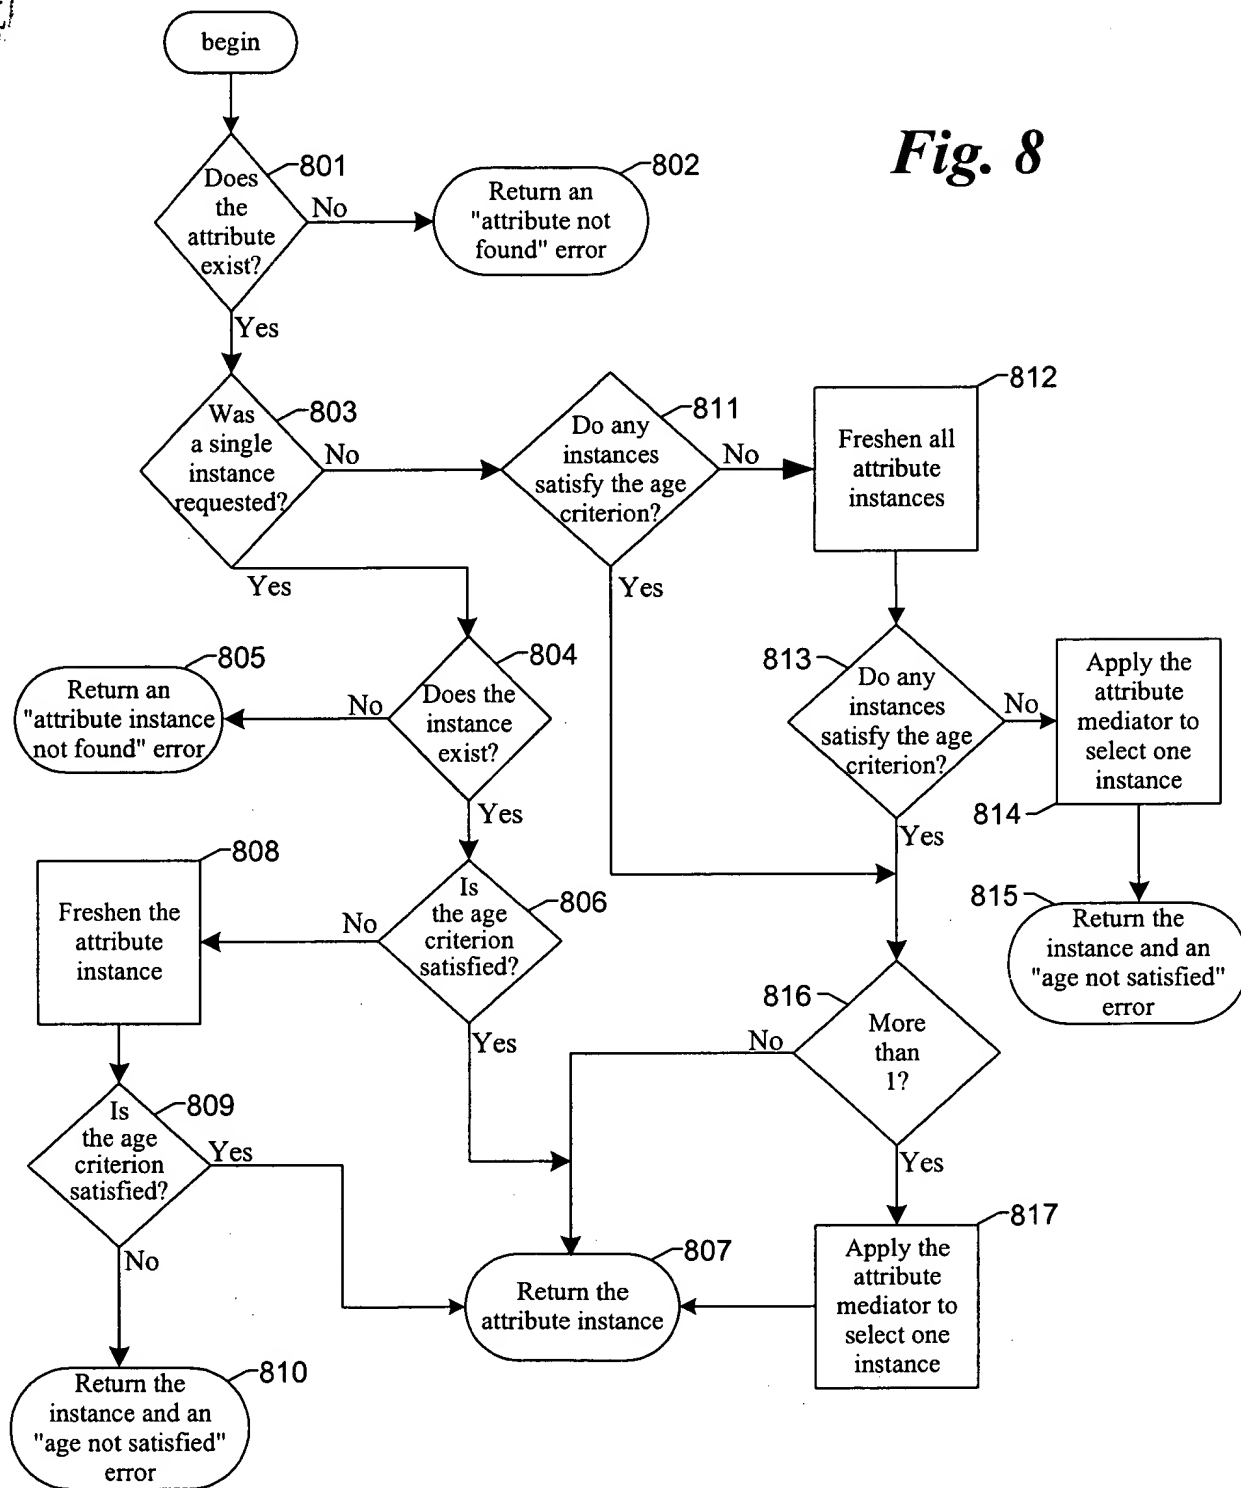 begin
Fig. 8
801
Does
the
attribute
exist?
No
802
Return an
"attribute not
found" error
Yes
803
Was
a single
instance
requested?
No
811
Do any
instances
satisfy the age
criterion?
No
812
Freshen all
attribute
instances
Yes
Yes
804
Does the
instance
exist?
No
805
Return an
"attribute instance
not found" error
Yes
813
Do any
instances
satisfy the age
criterion?
No
Apply the
attribute
mediator to
select one
instance
814
Yes
815
Return the
instance and an
"age not satisfied"
error
806
Is
the age
criterion
satisfied?
No
808
Freshen the
attribute
instance
Yes
816
More
than
1?
No
Yes
809
Is
the age
criterion
satisfied?
Yes
No
807
Return the
attribute instance
817
Apply the
attribute
mediator to
select one
instance
810
Return the
instance and an
"age not satisfied"
error